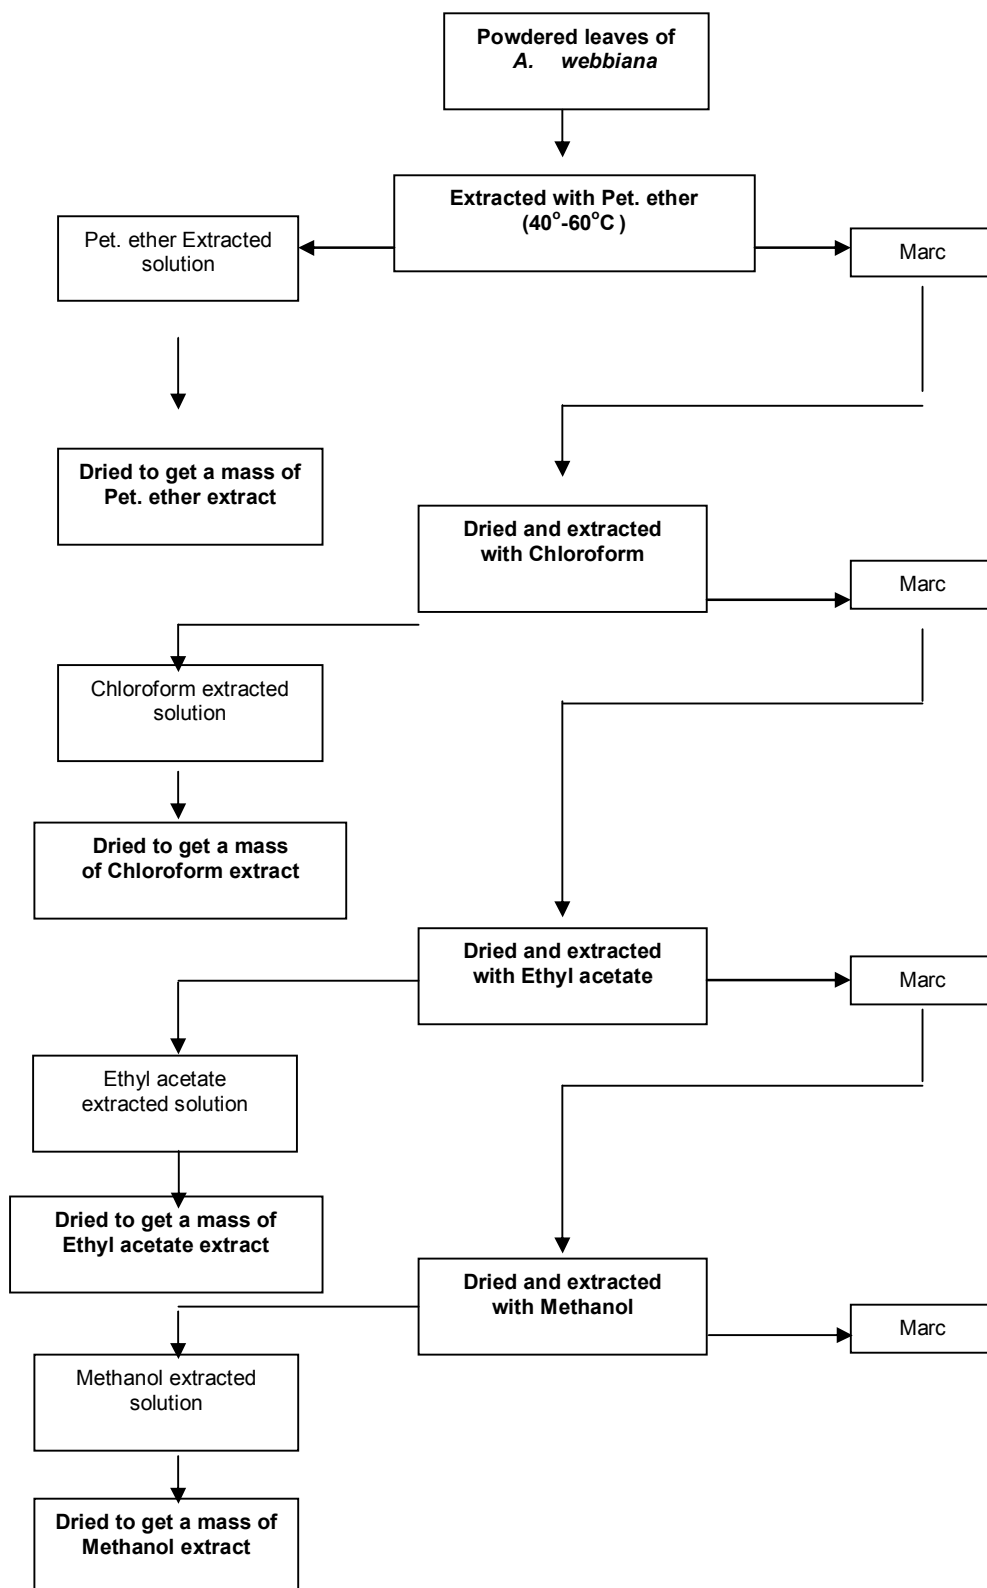 Powdered leaves of
A. webbiana
Extracted with Pet. ether
(40°-60°C )
Pet. ether Extracted
solution
Marc
Dried to get a mass of
Pet. ether extract
Dried and extracted
with Chloroform
Marc
Chloroform extracted
solution
Dried to get a mass
of Chloroform extract
Dried and extracted
with Ethyl acetate
Marc
Ethyl acetate
extracted solution
Dried to get a mass of
Ethyl acetate extract
Dried and extracted
with Methanol
Marc
Methanol extracted
solution
Dried to get a mass of
Methanol extract